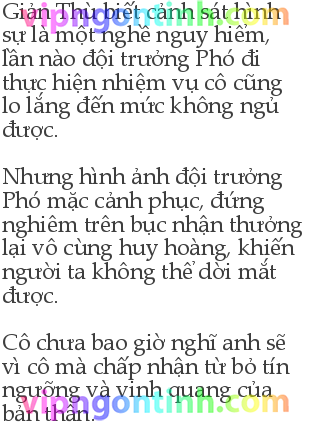 Giản Thù biết cảnh sát hình
sự là một nghề nguy hiểm,
lần nào đội trưởng Phó đi
thực hiện nhiệm vụ cô cũng
lo lắng đến mức không ngủ
được.
Nhưng hình ảnh đội trưởng
Phó mặc cảnh phục, đứng
nghiêm trên bục nhận thưởng
lại vô cùng huy hoàng, khiến
người ta không thể dời mắt
được.
Cô chưa bao giờ nghĩ anh sẽ
vì cô mà chấp nhận từ bỏ tín
ngưỡng và vinh quang của
bản thân.
vipngontinh.com
vipngontinh.com